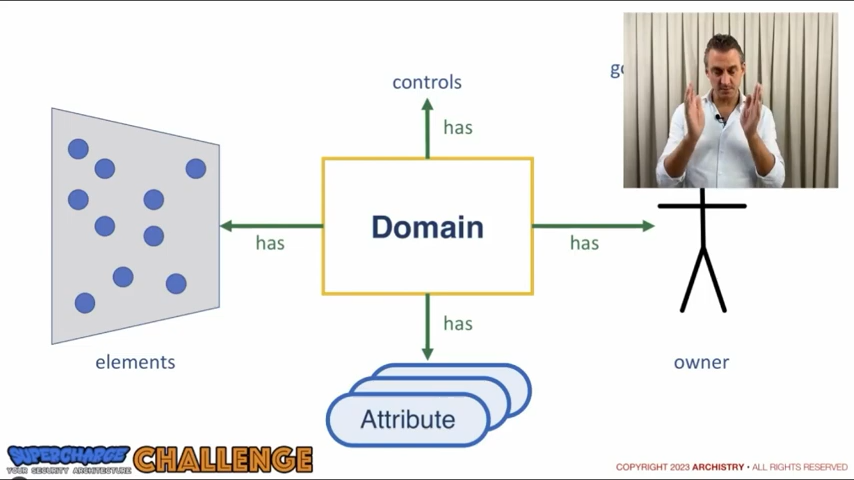 controls
has
Domain
has
has
has
elements
owner
Attribute
SUPERCHARGE
YOUR SECURITY ARCHITECTURE
CHALLENGE
COPYRIGHT 2023 ARCHISTRY • ALL RIGHTS RESERVED